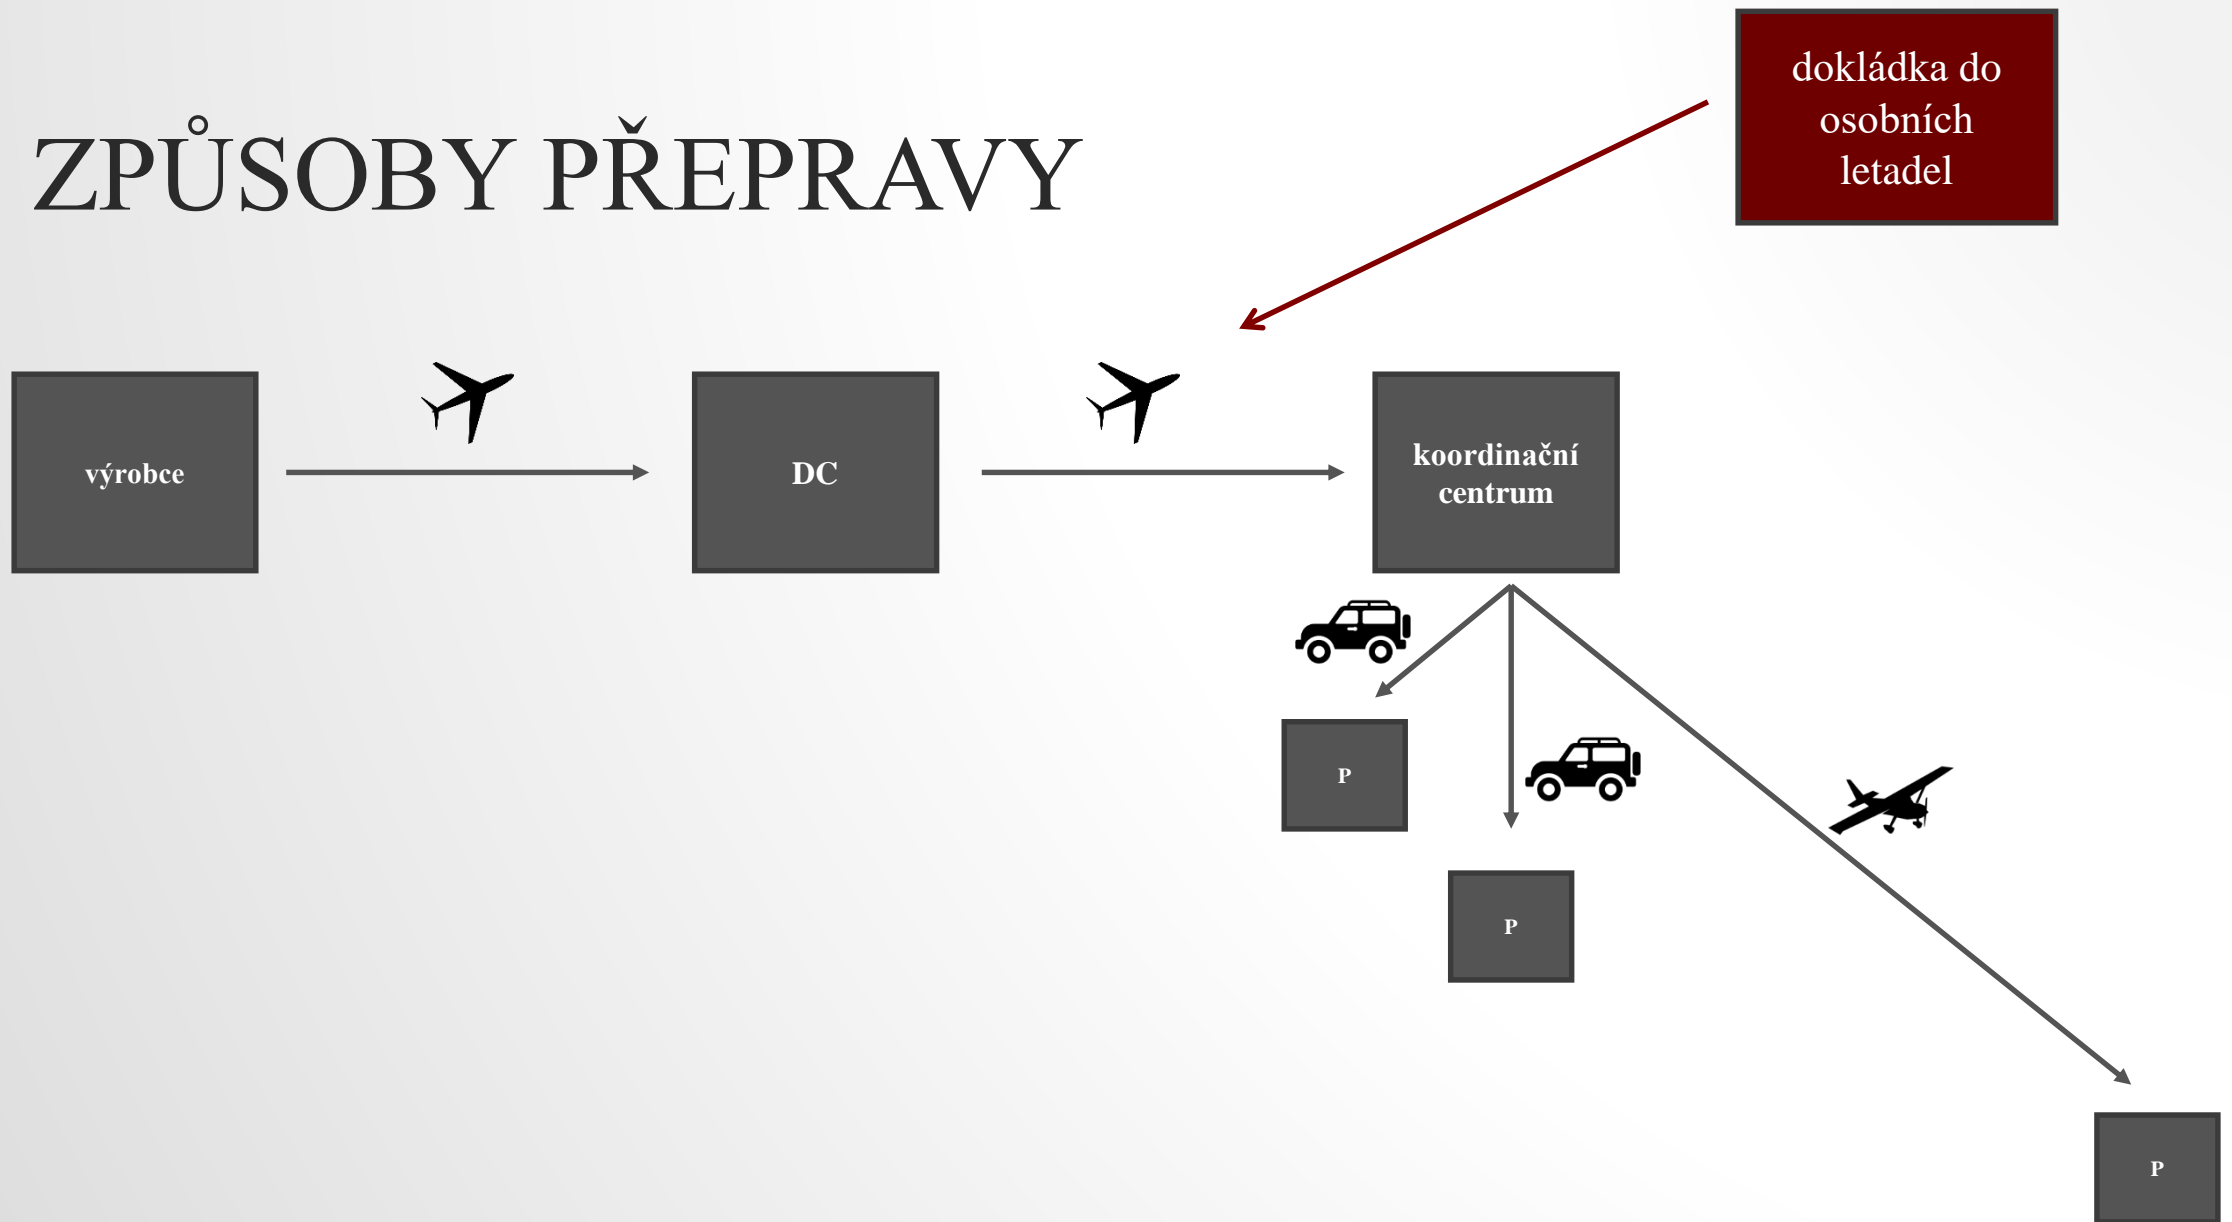 dokládka do
osobních
letadel
ZPŮSOBY PŘEPRAVY
výrobce
DC
koordinační
centrum
P
P
P